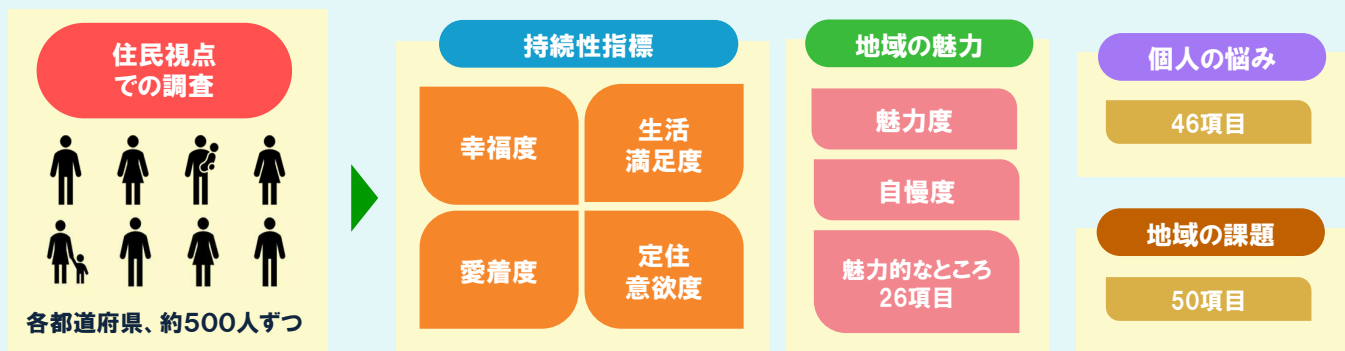 住民視点
での調査
各都道府県、約500人ずつ
持続性指標
幸福度
生活
満足度
愛着度
定住
意欲度
地域の魅力
魅力度
自慢度
魅力的なところ
26項目
個人の悩み
46項目
地域の課題
50項目